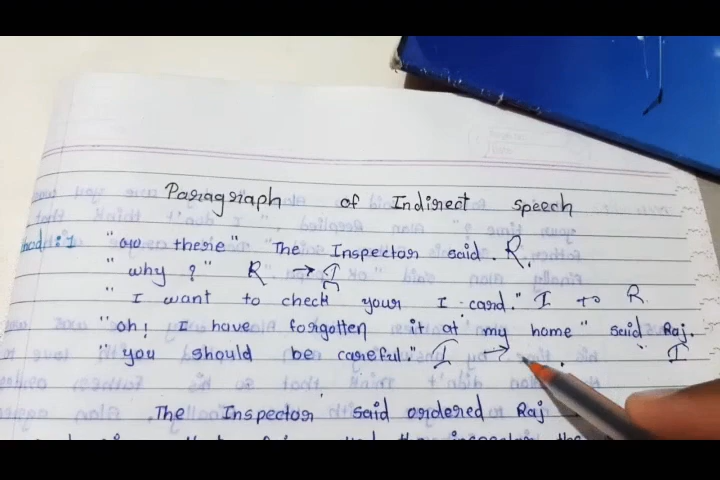 Paragraph of Indirect speech
"Go there" The Inspector said. R.
"why ?" R → I
"I want to check your I card." I to R
"oh! I have forgotten it at my home" said Raj.
"you should be careful" I → I
The Inspector said ordered Raj